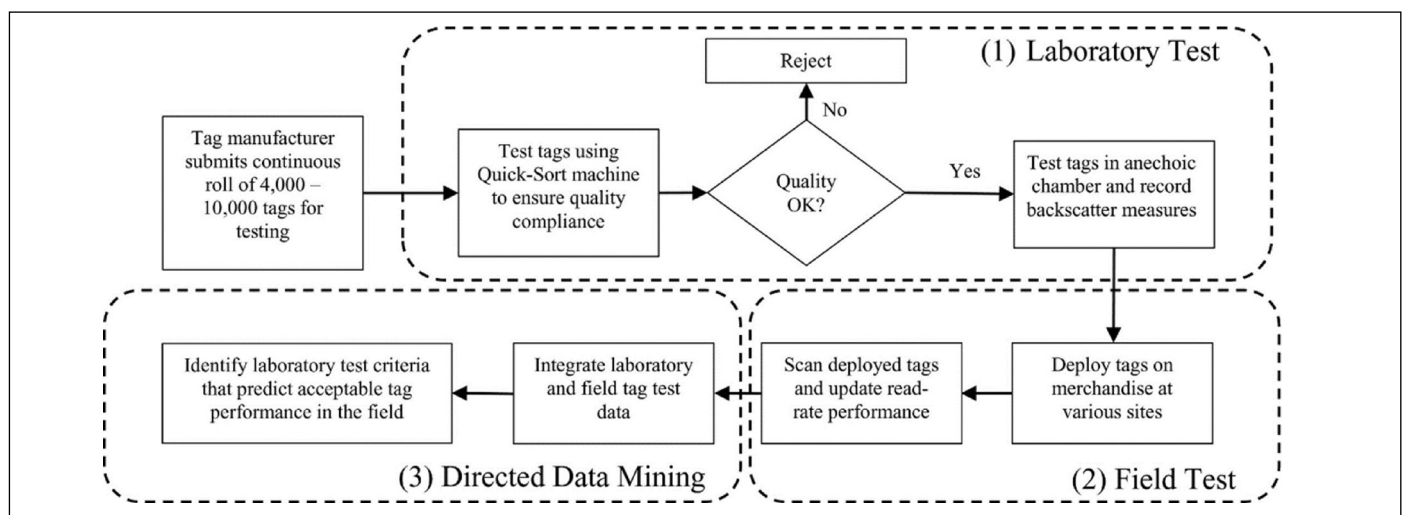 (1) Laboratory Test
Reject
No
Tag manufacturer
submits continuous
roll of 4,000 –
10,000 tags for
testing
Test tags using
Quick-Sort machine
to ensure quality
compliance
Quality
OK?
Yes
Test tags in anechoic
chamber and record
backscatter measures
Deploy tags on
merchandise at
various sites
Scan deployed tags
and update read-
rate performance
(2) Field Test
Integrate laboratory
and field tag test
data
Identify laboratory test criteria
that predict acceptable tag
performance in the field
(3) Directed Data Mining